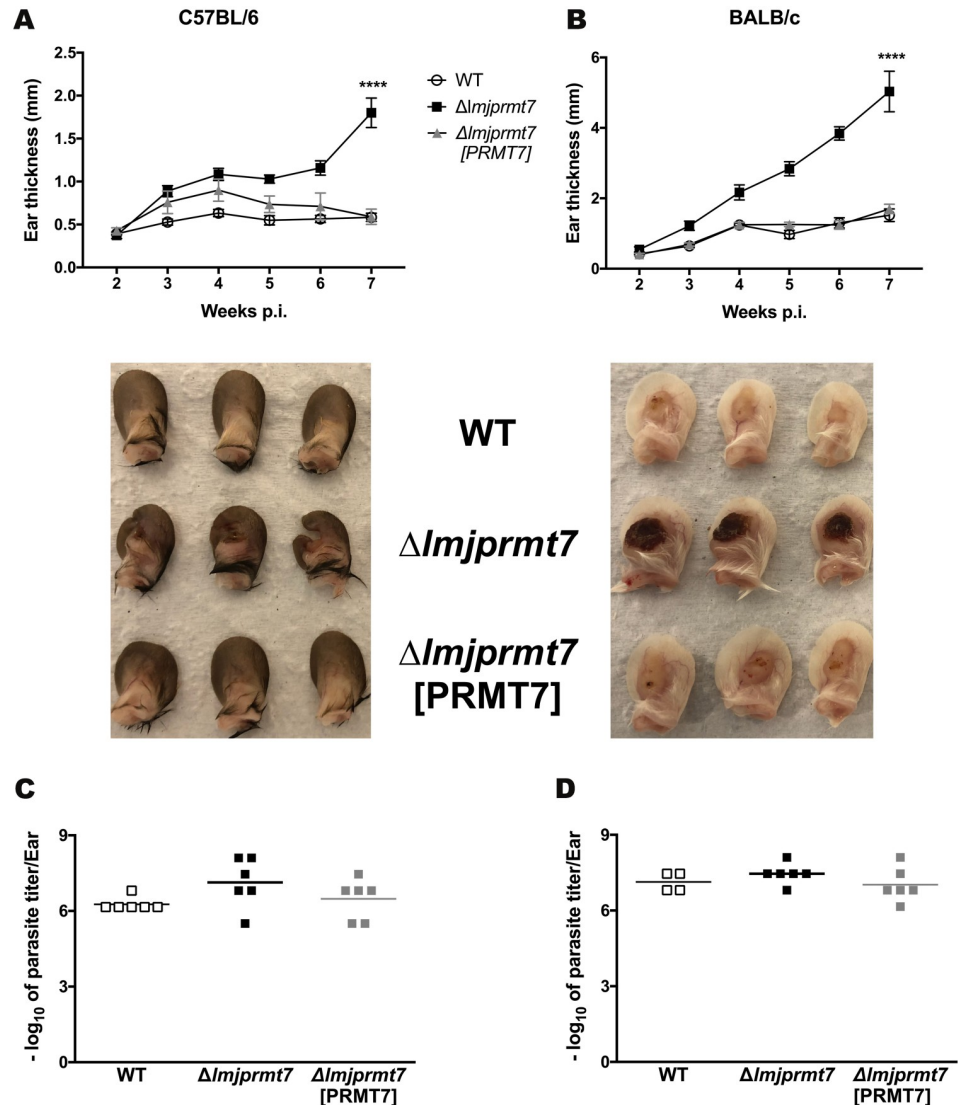 A
C57BL/6
Ear thickness (mm)
2.5
2.0
1.5
1.0
0.5
0.0
****
2 3 4 5 6 7
Weeks p.i.
WT
Δlmjprmt7
Δlmjprmt7
[PRMT7]
B
BALB/c
Ear thickness (mm)
6
4
2
0
****
2 3 4 5 6 7
Weeks p.i.
WT
Δlmjprmt7
Δlmjprmt7
[PRMT7]
C
- log10 of parasite titer/Ear
9
6
3
0
WT Δlmjprmt7 Δlmjprmt7
[PRMT7]
D
- log10 of parasite titer/Ear
9
6
3
0
WT Δlmjprmt7 Δlmjprmt7
[PRMT7]